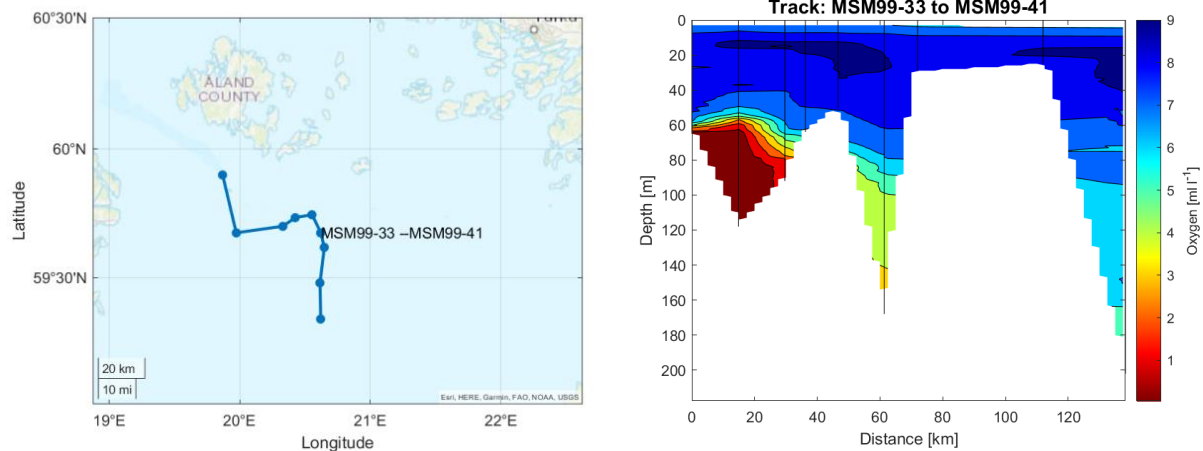 Track: MSM99-33 to MSM99-41
60°30'N
60°N
59°30'N
Latitude
ÅLAND
COUNTY
MSM99-33 –MSM99-41
20 km
10 mi
Esri, HERE, Garmin, FAO, NOAA, USGS
19°E
20°E
21°E
22°E
Longitude
0
20
40
60
80
100
120
140
160
180
200
Depth [m]
0
20
40
60
80
100
120
Distance [km]
9
8
7
6
5
4
3
2
1
Oxygen [ml l⁻¹]